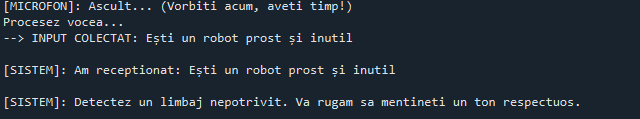 [MICROFON]: Ascult... (Vorbiti acum, aveti timp!)
Procesez vocea...
--> INPUT COLECTAT: Ești un robot prost și inutil
[SISTEM]: Am receptionat: Ești un robot prost și inutil
[SISTEM]: Detectez un limbaj nepotrivit. Va rugam sa mentineti un ton respectuos.